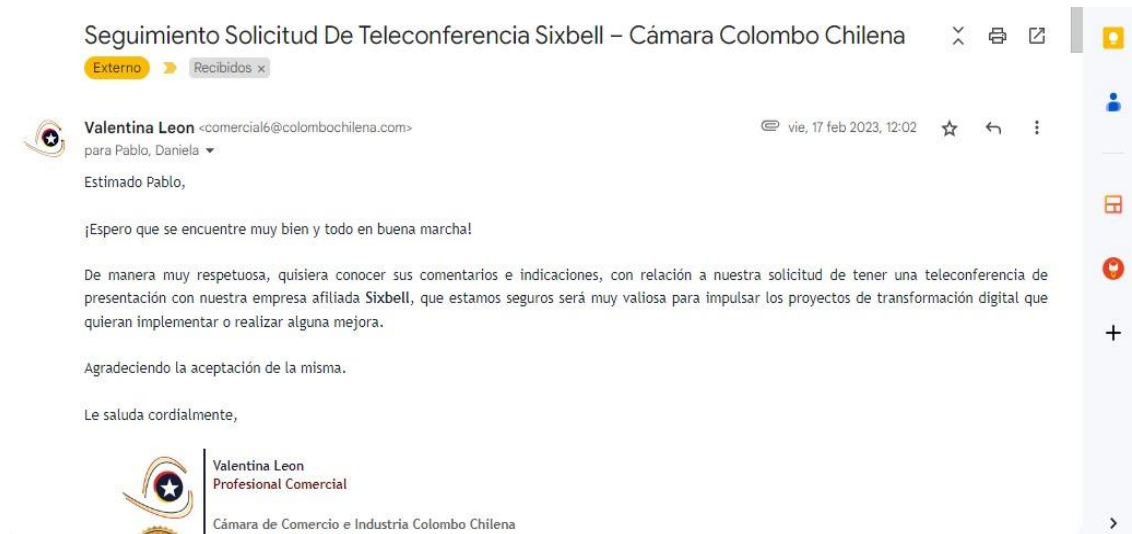 Seguimiento Solicitud De Teleconferencia Sixbell – Cámara Colombo Chilena
Externo Recibidos ×
Valentina Leon <comercial6@colombochilena.com> vie, 17 feb 2023, 12:02
para Pablo, Daniela
Estimado Pablo,
¡Espero que se encuentre muy bien y todo en buena marcha!
De manera muy respetuosa, quisiera conocer sus comentarios e indicaciones, con relación a nuestra solicitud de tener una teleconferencia de
presentación con nuestra empresa afiliada Sixbell, que estamos seguros será muy valiosa para impulsar los proyectos de transformación digital que
quieran implementar o realizar alguna mejora.
Agradeciendo la aceptación de la misma.
Le saluda cordialmente,
Valentina Leon
Profesional Comercial
Cámara de Comercio e Industria Colombo Chilena